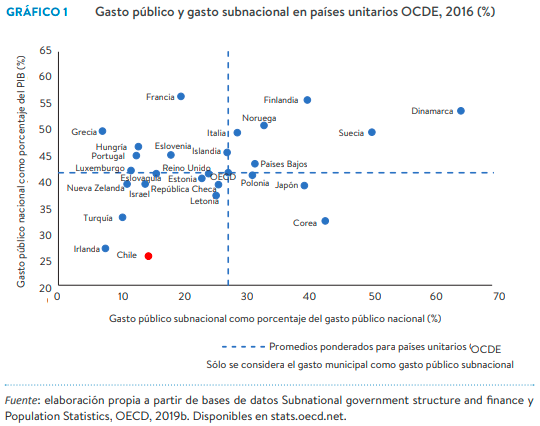 GRÁFICO 1 Gasto público y gasto subnacional en países unitarios OCDE, 2016 (%)
Gasto público nacional como porcentaje del PIB (%)
65
60
55
50
45
40
35
30
25
20
Francia
Finlandia
Dinamarca
Noruega
Grecia
Italia
Suecia
Hungría
Eslovenia
Islandia
Portugal
Países Bajos
Luxemburgo
Reino Unido
Eslovaquia
Estonia
OECD
Polonia
Nueva Zelanda
Israel
República Checa
Japón
Letonia
Turquía
Corea
Irlanda
Chile
0 10 20 30 40 50 60 70
Gasto público subnacional como porcentaje del gasto público nacional (%)
Promedios ponderados para países unitarios OCDE
Sólo se considera el gasto municipal como gasto público subnacional
Fuente: elaboración propia a partir de bases de datos Subnational government structure and finance y
Population Statistics, OECD, 2019b. Disponibles en stats.oecd.net.